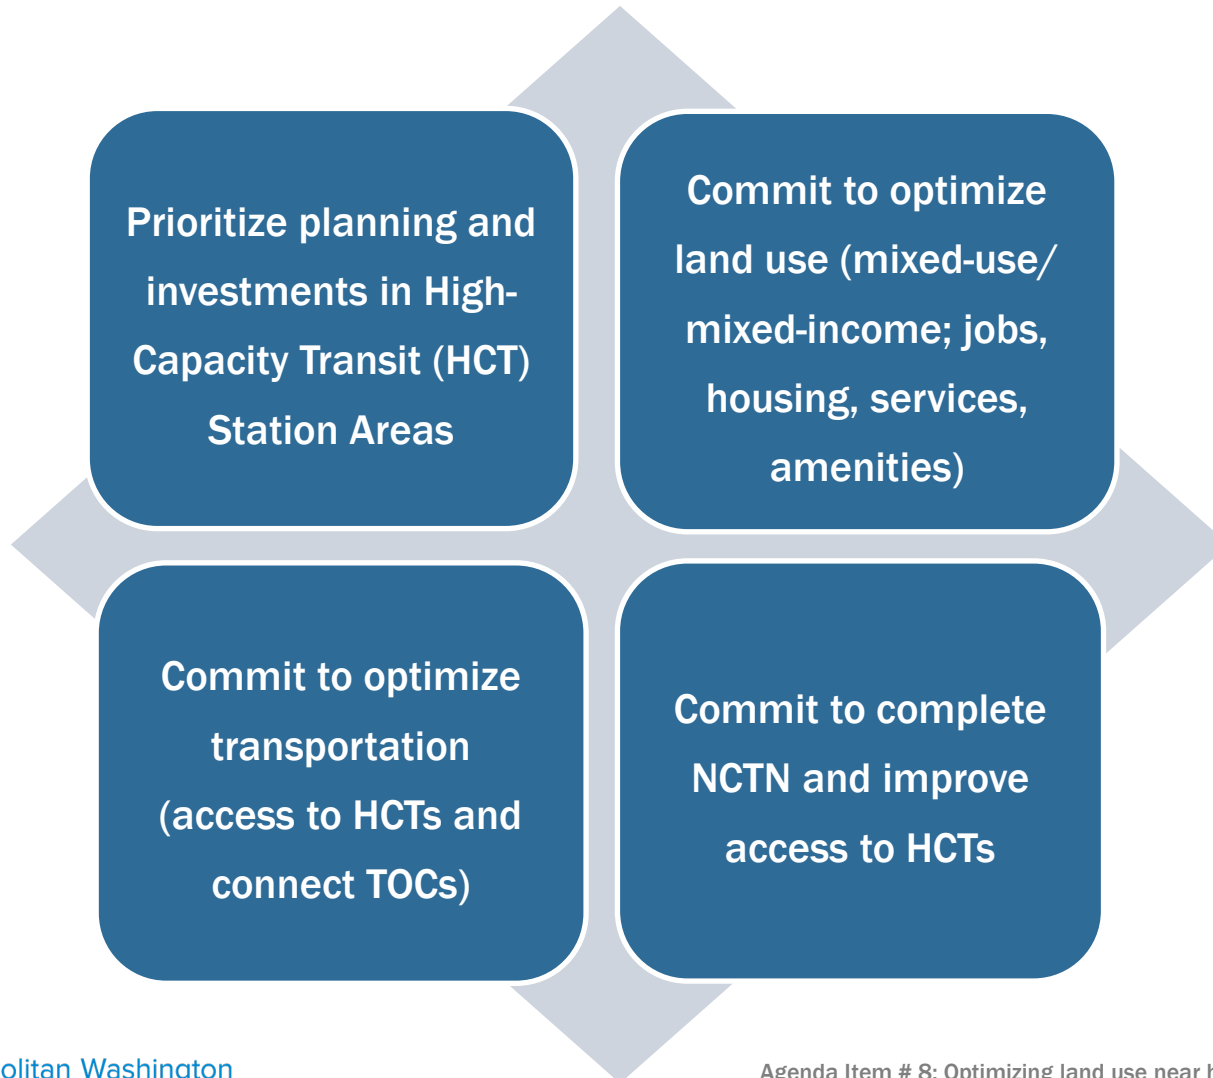 Prioritize planning and
investments in High-
Capacity Transit (HCT)
Station Areas
Commit to optimize
land use (mixed-use/
mixed-income; jobs,
housing, services,
amenities)
Commit to optimize
transportation
(access to HCTs and
connect TOCs)
Commit to complete
NCTN and improve
access to HCTs
olitan Washington
Agenda Item # 8: Optimizing land use near h